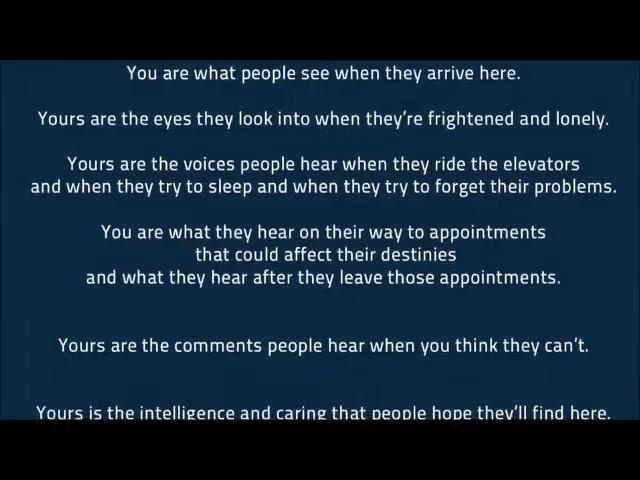 You are what people see when they arrive here.
Yours are the eyes they look into when they’re frightened and lonely.
Yours are the voices people hear when they ride the elevators
and when they try to sleep and when they try to forget their problems.
You are what they hear on their way to appointments
that could affect their destinies
and what they hear after they leave those appointments.
Yours are the comments people hear when you think they can’t.
Yours is the intelligence and caring that people hope they’ll find here.